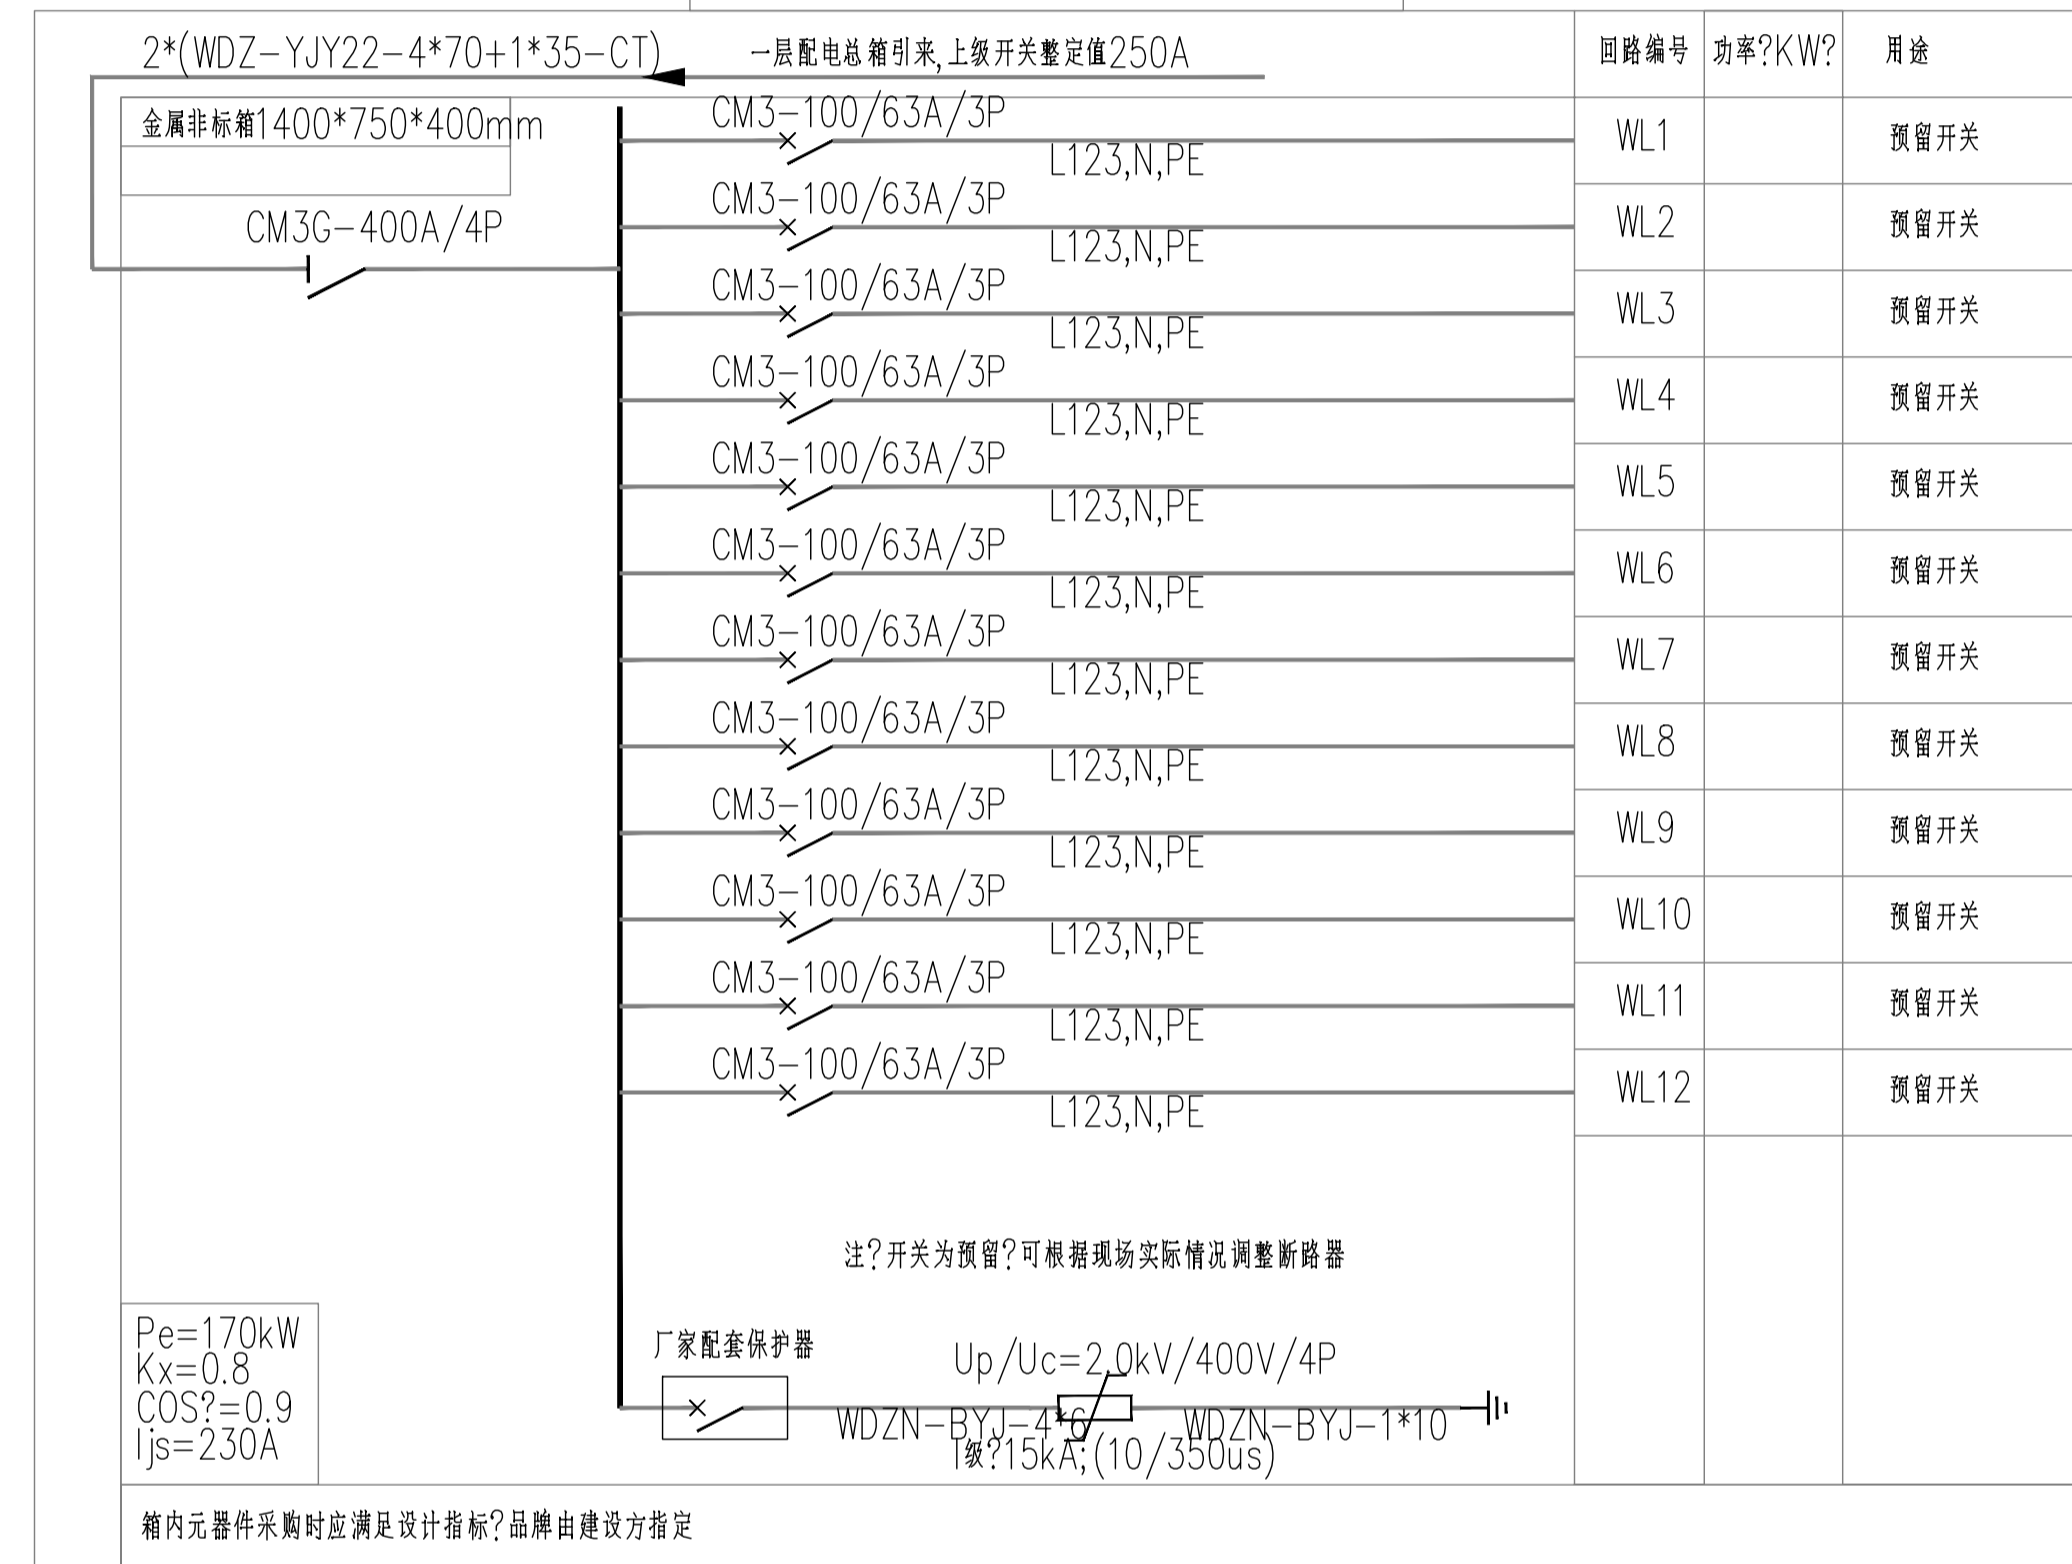 2*(WDZ-YJY22-4*70+1*35-CT)
一层配电总箱引来,上级开关整定值250A
回路编号 功率?KW? 用途
金属非标箱1400*750*400mm
CM3G-400A/4P
CM3-100/63A/3P
L123,N,PE
WL1 预留开关
CM3-100/63A/3P
L123,N,PE
WL2 预留开关
CM3-100/63A/3P
L123,N,PE
WL3 预留开关
CM3-100/63A/3P
L123,N,PE
WL4 预留开关
CM3-100/63A/3P
L123,N,PE
WL5 预留开关
CM3-100/63A/3P
L123,N,PE
WL6 预留开关
CM3-100/63A/3P
L123,N,PE
WL7 预留开关
CM3-100/63A/3P
L123,N,PE
WL8 预留开关
CM3-100/63A/3P
L123,N,PE
WL9 预留开关
CM3-100/63A/3P
L123,N,PE
WL10 预留开关
CM3-100/63A/3P
L123,N,PE
WL11 预留开关
CM3-100/63A/3P
L123,N,PE
WL12 预留开关
注?开关为预留?可根据现场实际情况调整断路器
Pe=170kW
Kx=0.8
COS?=0.9
Ijs=230A
厂家配套保护器
Up/Uc=2.0kV/400V/4P
WDZN-BYJ-4*6
WDZN-BYJ-1*10
I级?15kA;(10/350us)
箱内元器件采购时应满足设计指标?品牌由建设方指定